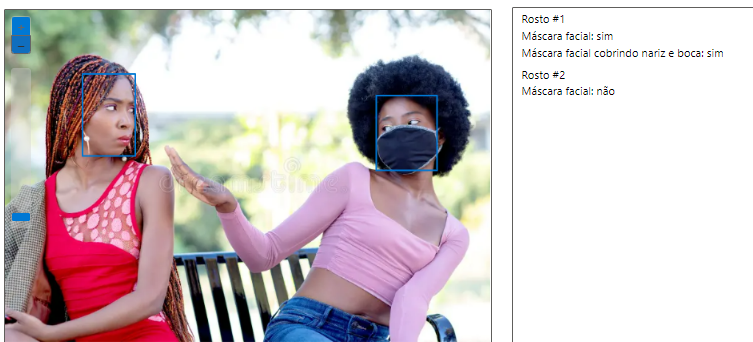 Rosto #1
Máscara facial: sim
Máscara facial cobrindo nariz e boca: sim
Rosto #2
Máscara facial: não